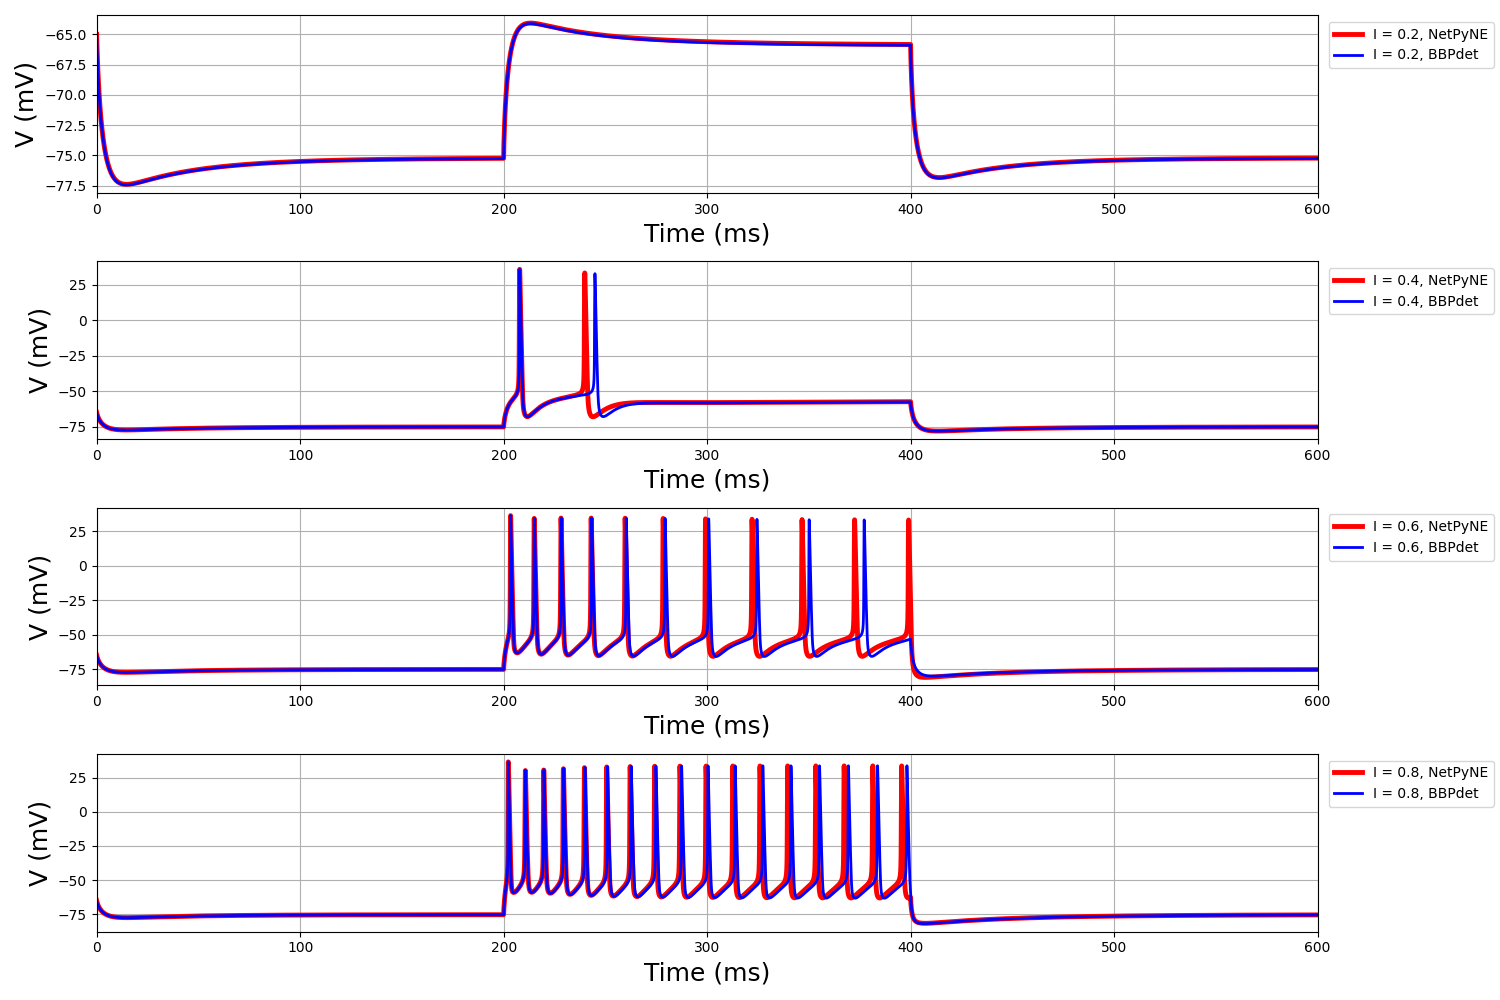 V (mV)
−65.0
−67.5
−70.0
−72.5
−75.0
−77.5
0 100 200 300 400 500 600
Time (ms)
I = 0.2, NetPyNE
I = 0.2, BBPdet
V (mV)
25
0
−25
−50
−75
0 100 200 300 400 500 600
Time (ms)
I = 0.4, NetPyNE
I = 0.4, BBPdet
V (mV)
25
0
−25
−50
−75
0 100 200 300 400 500 600
Time (ms)
I = 0.6, NetPyNE
I = 0.6, BBPdet
V (mV)
25
0
−25
−50
−75
0 100 200 300 400 500 600
Time (ms)
I = 0.8, NetPyNE
I = 0.8, BBPdet